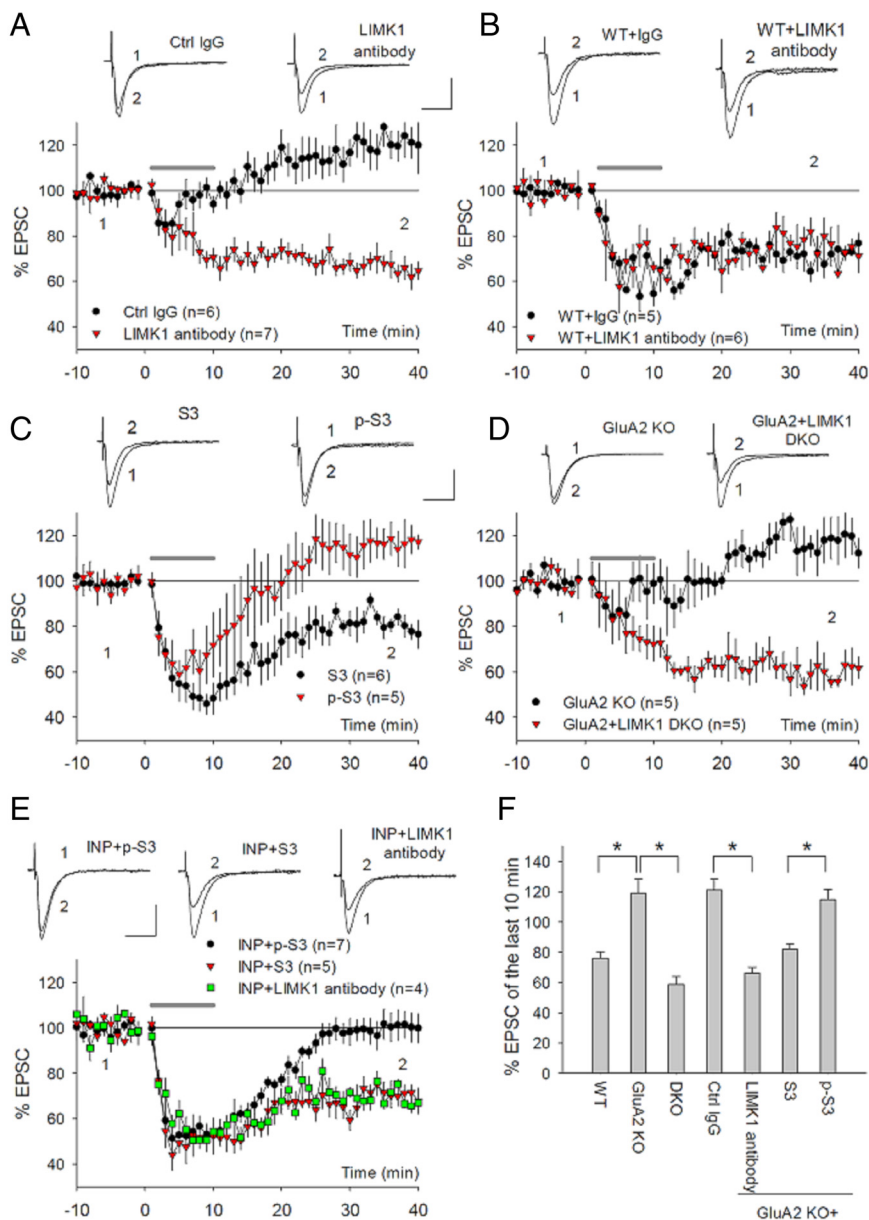 A
Ctrl IgG
LIMK1
antibody
1
2
2
1
120
100
80
60
40
% EPSC
1
2
Ctrl IgG (n=6)
LIMK1 antibody (n=7)
Time (min)
-10 0 10 20 30 40
B
WT+IgG
WT+LIMK1
antibody
2
1
2
1
120
100
80
60
40
% EPSC
1
2
WT+IgG (n=5)
WT+LIMK1 antibody (n=6)
Time (min)
-10 0 10 20 30 40
C
S3
p-S3
2
1
1
2
120
100
80
60
40
% EPSC
1
2
S3 (n=6)
p-S3 (n=5)
Time (min)
-10 0 10 20 30 40
D
GluA2 KO
GluA2+LIMK1
DKO
1
2
2
1
120
100
80
60
40
% EPSC
1
2
GluA2 KO (n=5)
GluA2+LIMK1 DKO (n=5)
Time (min)
-10 0 10 20 30 40
E
INP+p-S3
INP+S3
INP+LIMK1
antibody
1
2
2
1
2
1
INP+p-S3 (n=7)
INP+S3 (n=5)
INP+LIMK1 antibody (n=4)
120
100
80
60
40
% EPSC
1
2
Time (min)
-10 0 10 20 30 40
F
* * * *
140
120
100
80
60
40
20
0
% EPSC of the last 10 min
WT
GluA2 KO
DKO
Ctrl IgG
LIMK1
antibody
S3
p-S3
GluA2 KO+